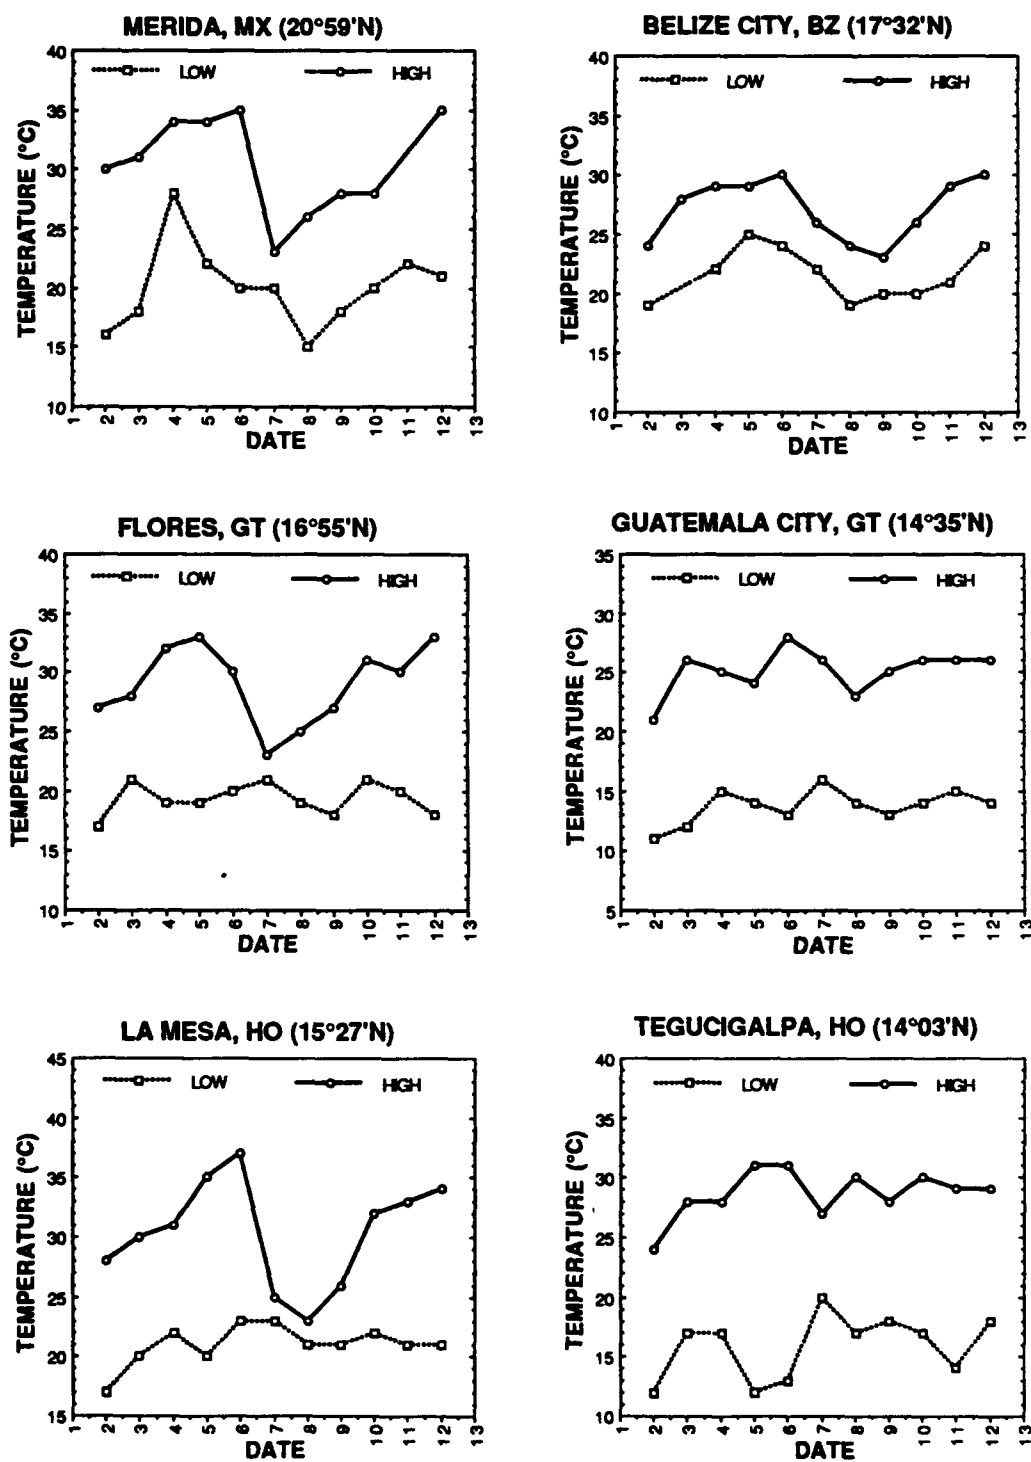 MERIDA, MX (20°59'N)
LOW HIGH
TEMPERATURE (°C)
40
35
30
25
20
15
10
1 2 3 4 5 6 7 8 9 10 11 12 13
DATE
BELIZE CITY, BZ (17°32'N)
LOW HIGH
TEMPERATURE (°C)
40
35
30
25
20
15
10
1 2 3 4 5 6 7 8 9 10 11 12 13
DATE
FLORES, GT (16°55'N)
LOW HIGH
TEMPERATURE (°C)
40
35
30
25
20
15
10
1 2 3 4 5 6 7 8 9 10 11 12 13
DATE
GUATEMALA CITY, GT (14°35'N)
LOW HIGH
TEMPERATURE (°C)
35
30
25
20
15
10
5
1 2 3 4 5 6 7 8 9 10 11 12 13
DATE
LA MESA, HO (15°27'N)
LOW HIGH
TEMPERATURE (°C)
45
40
35
30
25
20
15
1 2 3 4 5 6 7 8 9 10 11 12 13
DATE
TEGUCIGALPA, HO (14°03'N)
LOW HIGH
TEMPERATURE (°C)
40
35
30
25
20
15
10
1 2 3 4 5 6 7 8 9 10 11 12 13
DATE